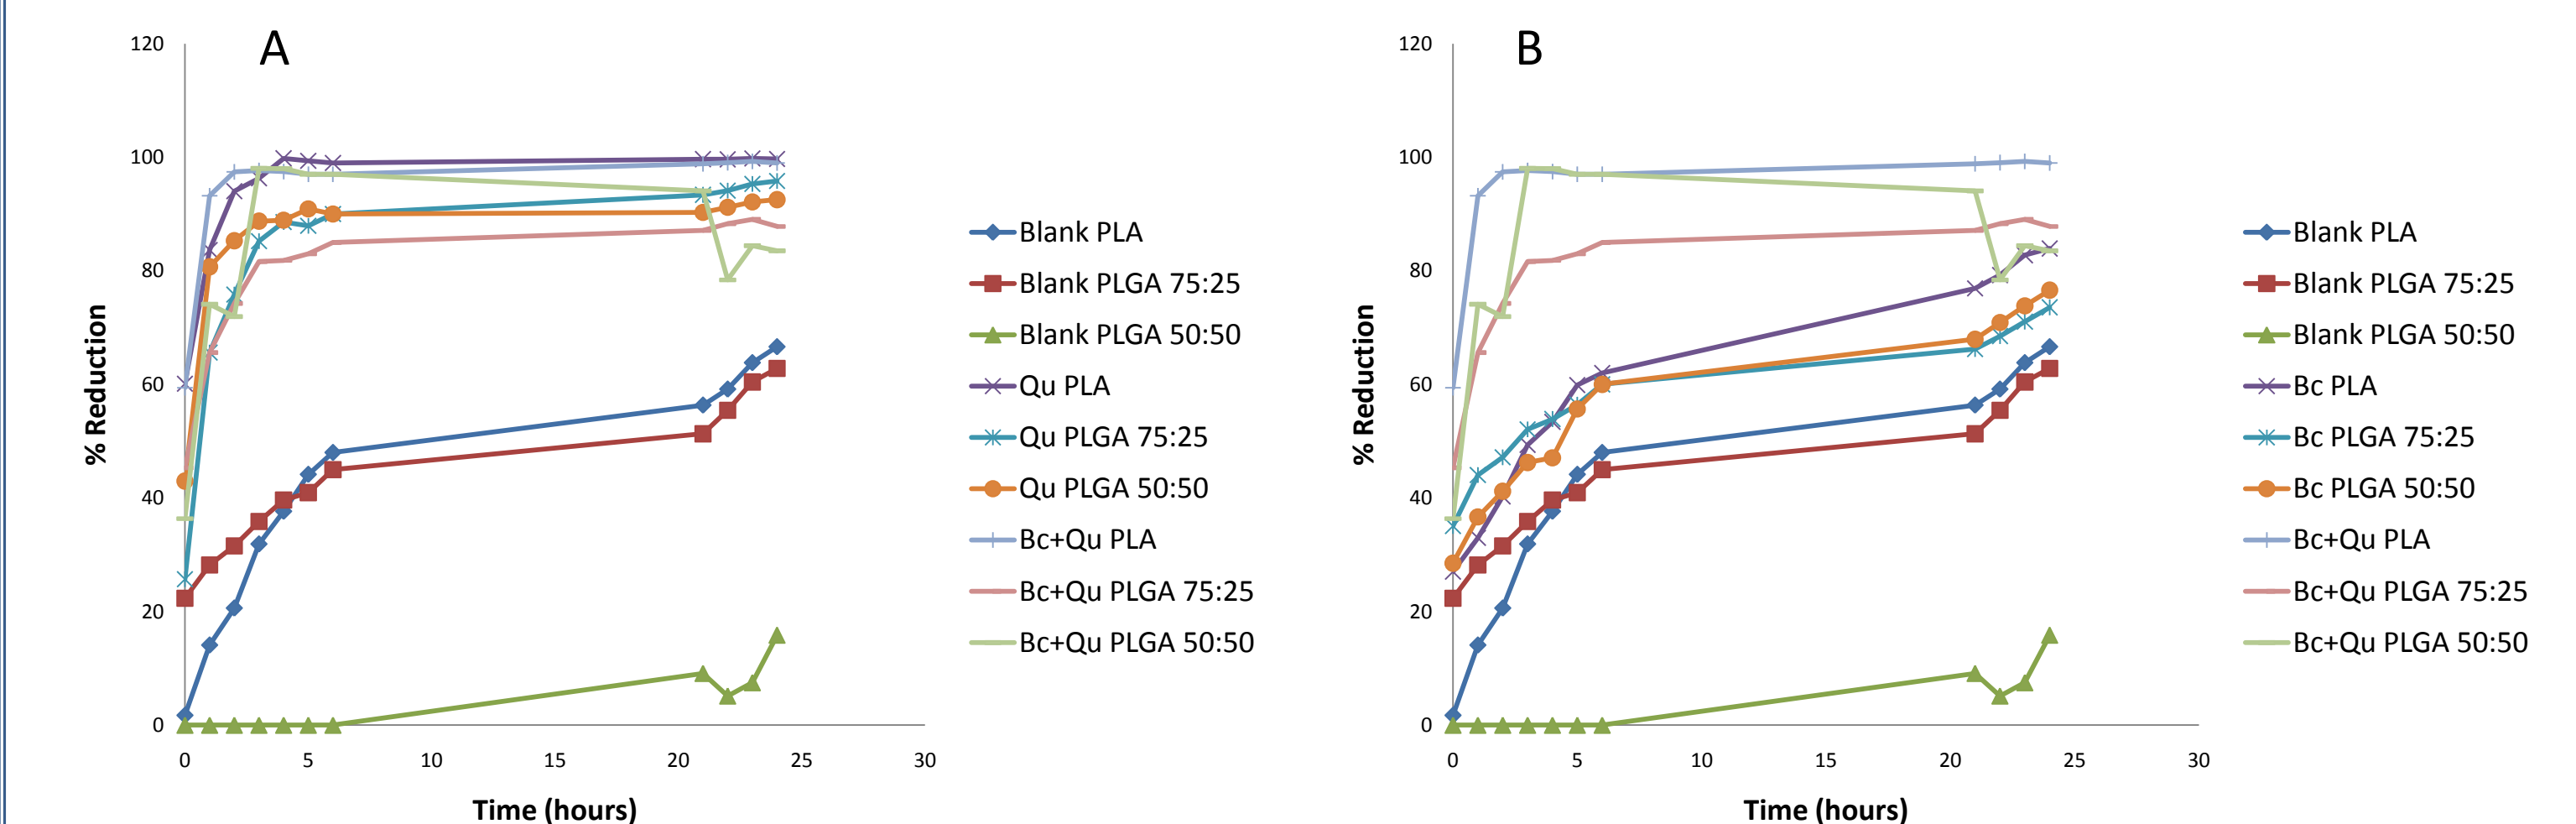 A
120
100
80
60
40
20
0
% Reduction
0 5 10 15 20 25 30
Time (hours)
Blank PLA
Blank PLGA 75:25
Blank PLGA 50:50
Qu PLA
Qu PLGA 75:25
Qu PLGA 50:50
Bc+Qu PLA
Bc+Qu PLGA 75:25
Bc+Qu PLGA 50:50
B
120
100
80
60
40
20
0
% Reduction
0 5 10 15 20 25 30
Time (hours)
Blank PLA
Blank PLGA 75:25
Blank PLGA 50:50
Bc PLA
Bc PLGA 75:25
Bc PLGA 50:50
Bc+Qu PLA
Bc+Qu PLGA 75:25
Bc+Qu PLGA 50:50